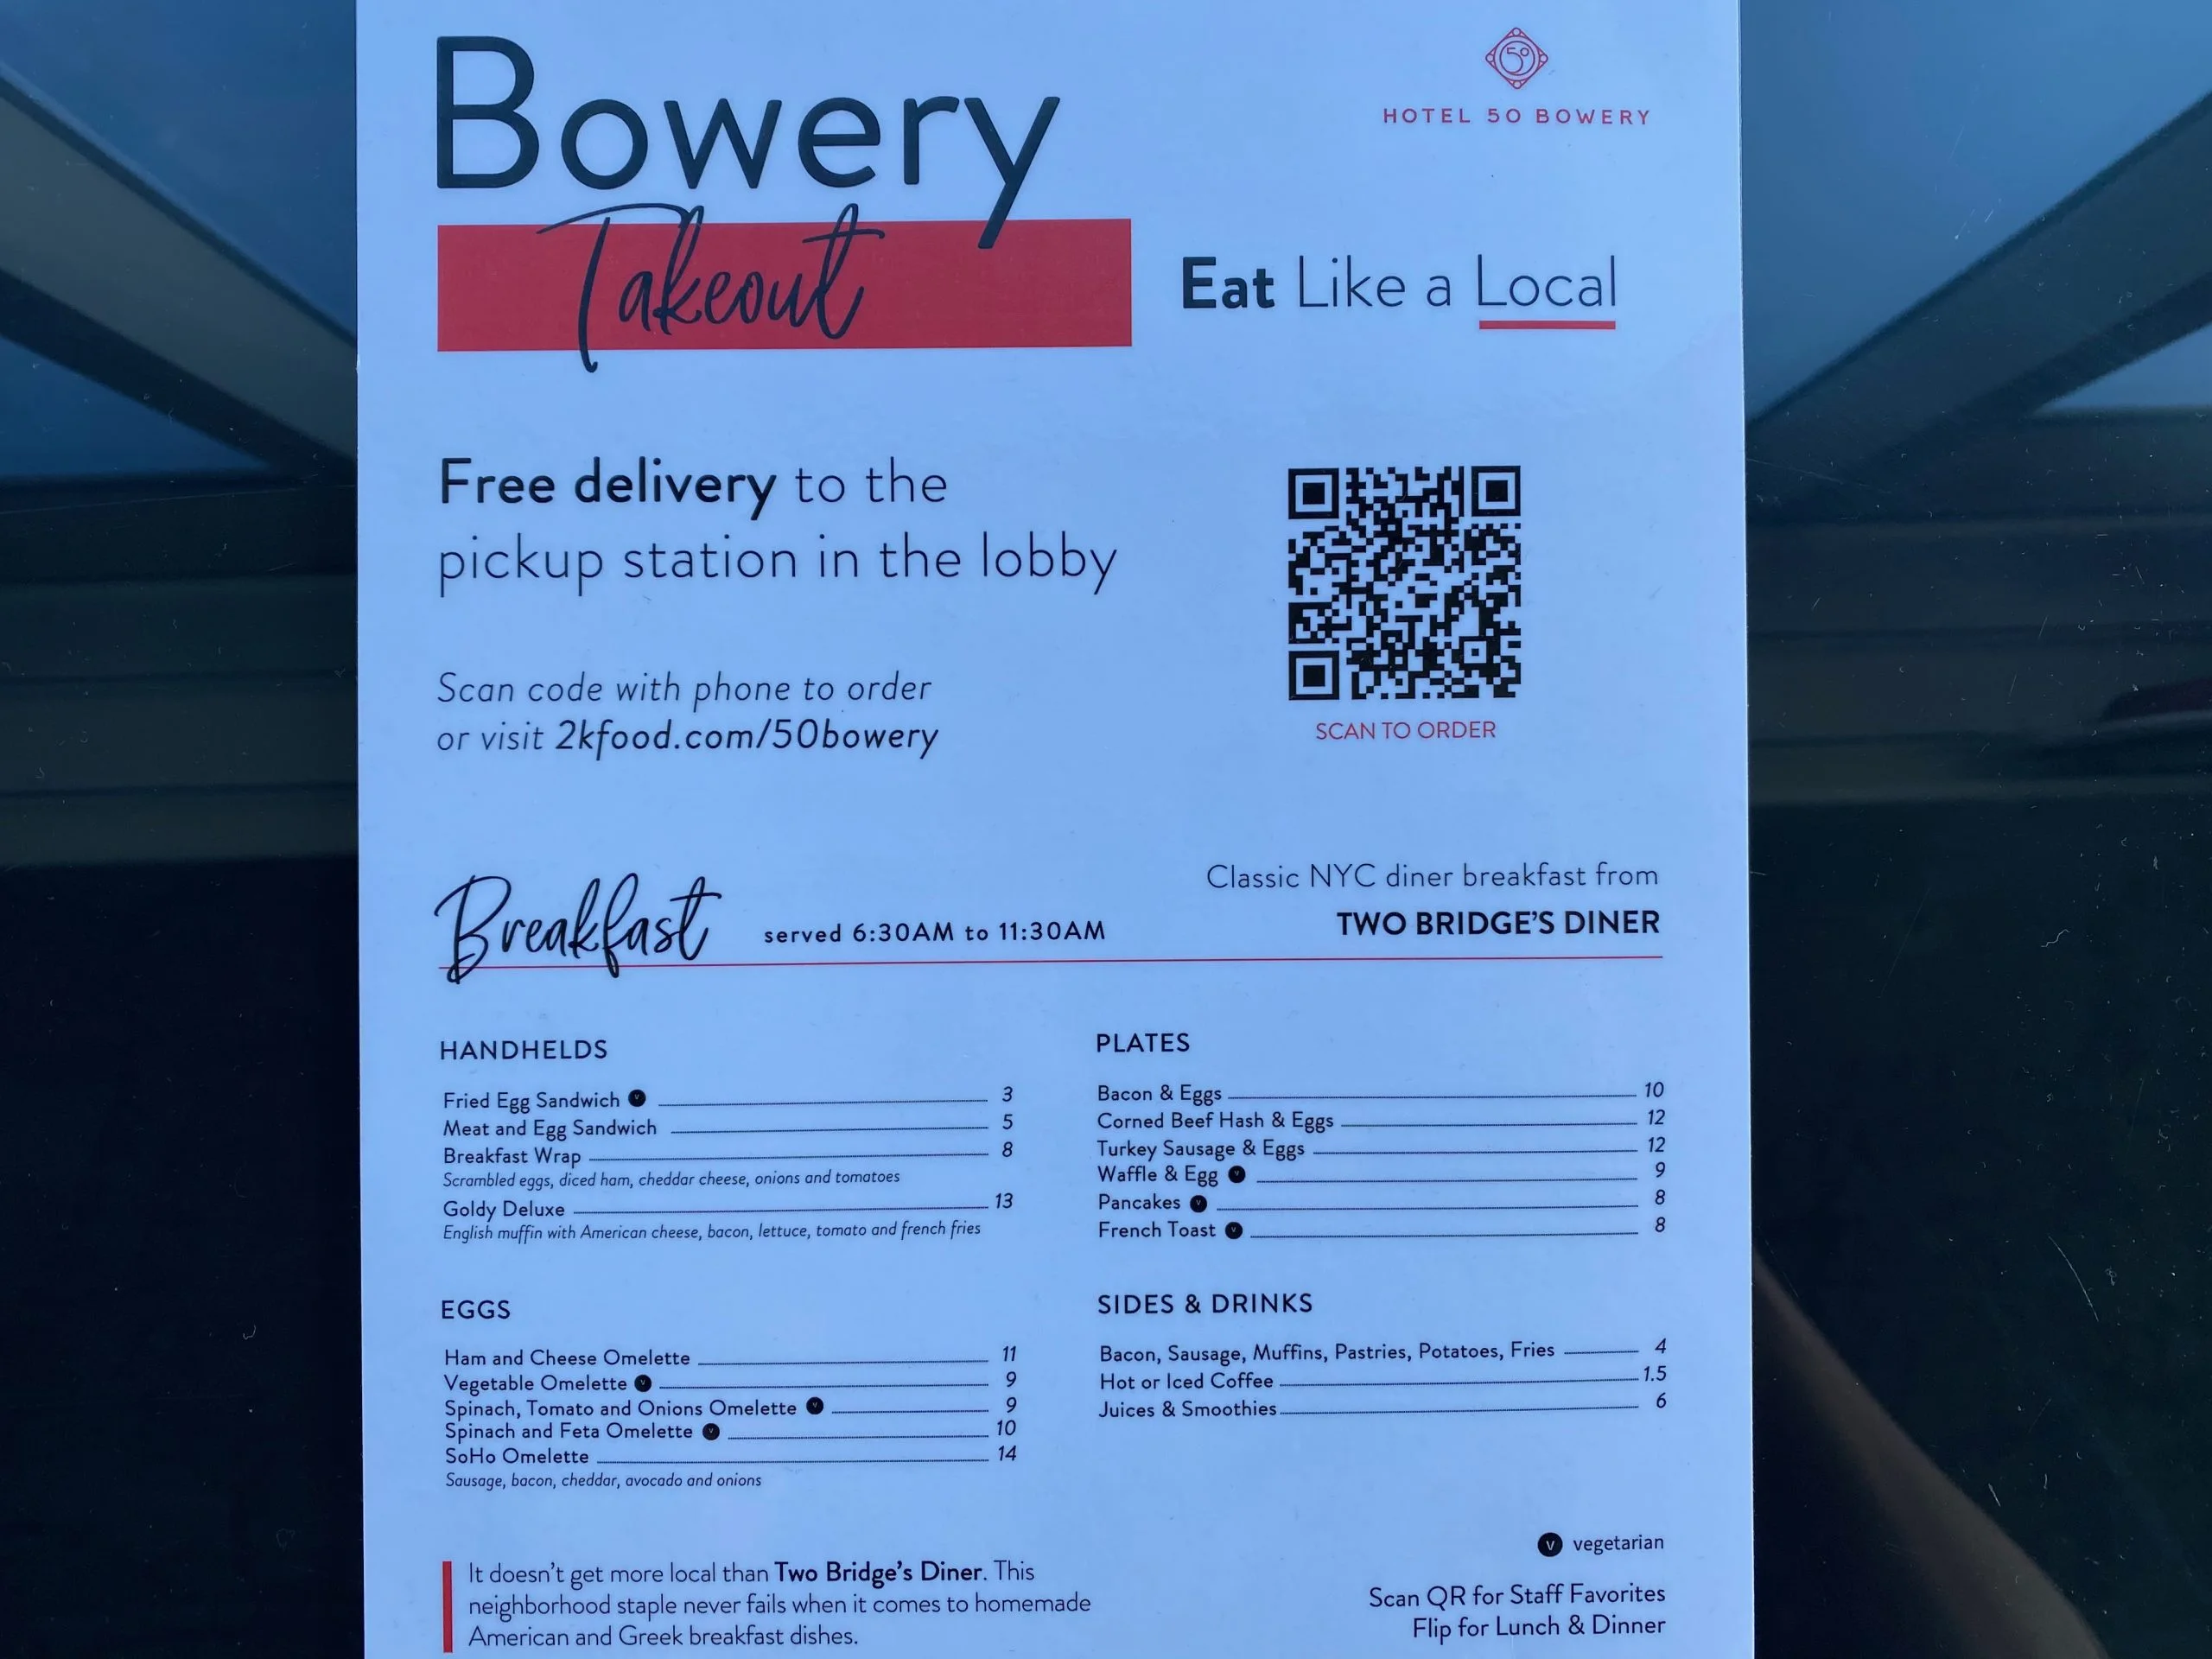 Bowery
Takeout
50
HOTEL 50 BOWERY
Eat Like a Local
Free delivery to the
pickup station in the lobby
Scan code with phone to order
or visit 2kfood.com/50bowery
SCAN TO ORDER
Breakfast served 6:30AM to 11:30AM
Classic NYC diner breakfast from
TWO BRIDGE'S DINER
HANDHELDS
Fried Egg Sandwich V 3
Meat and Egg Sandwich 5
Breakfast Wrap 8
Scrambled eggs, diced ham, cheddar cheese, onions and tomatoes
Goldy Deluxe 13
English muffin with American cheese, bacon, lettuce, tomato and french fries
EGGS
Ham and Cheese Omelette 11
Vegetable Omelette V 9
Spinach, Tomato and Onions Omelette V 9
Spinach and Feta Omelette V 10
SoHo Omelette 14
Sausage, bacon, cheddar, avocado and onions
PLATES
Bacon & Eggs 10
Corned Beef Hash & Eggs 12
Turkey Sausage & Eggs 12
Waffle & Egg V 9
Pancakes V 8
French Toast V 8
SIDES & DRINKS
Bacon, Sausage, Muffins, Pastries, Potatoes, Fries 4
Hot or Iced Coffee 1.5
Juices & Smoothies 6
It doesn't get more local than Two Bridge's Diner. This
neighborhood staple never fails when it comes to homemade
American and Greek breakfast dishes.
V vegetarian
Scan QR for Staff Favorites
Flip for Lunch & Dinner